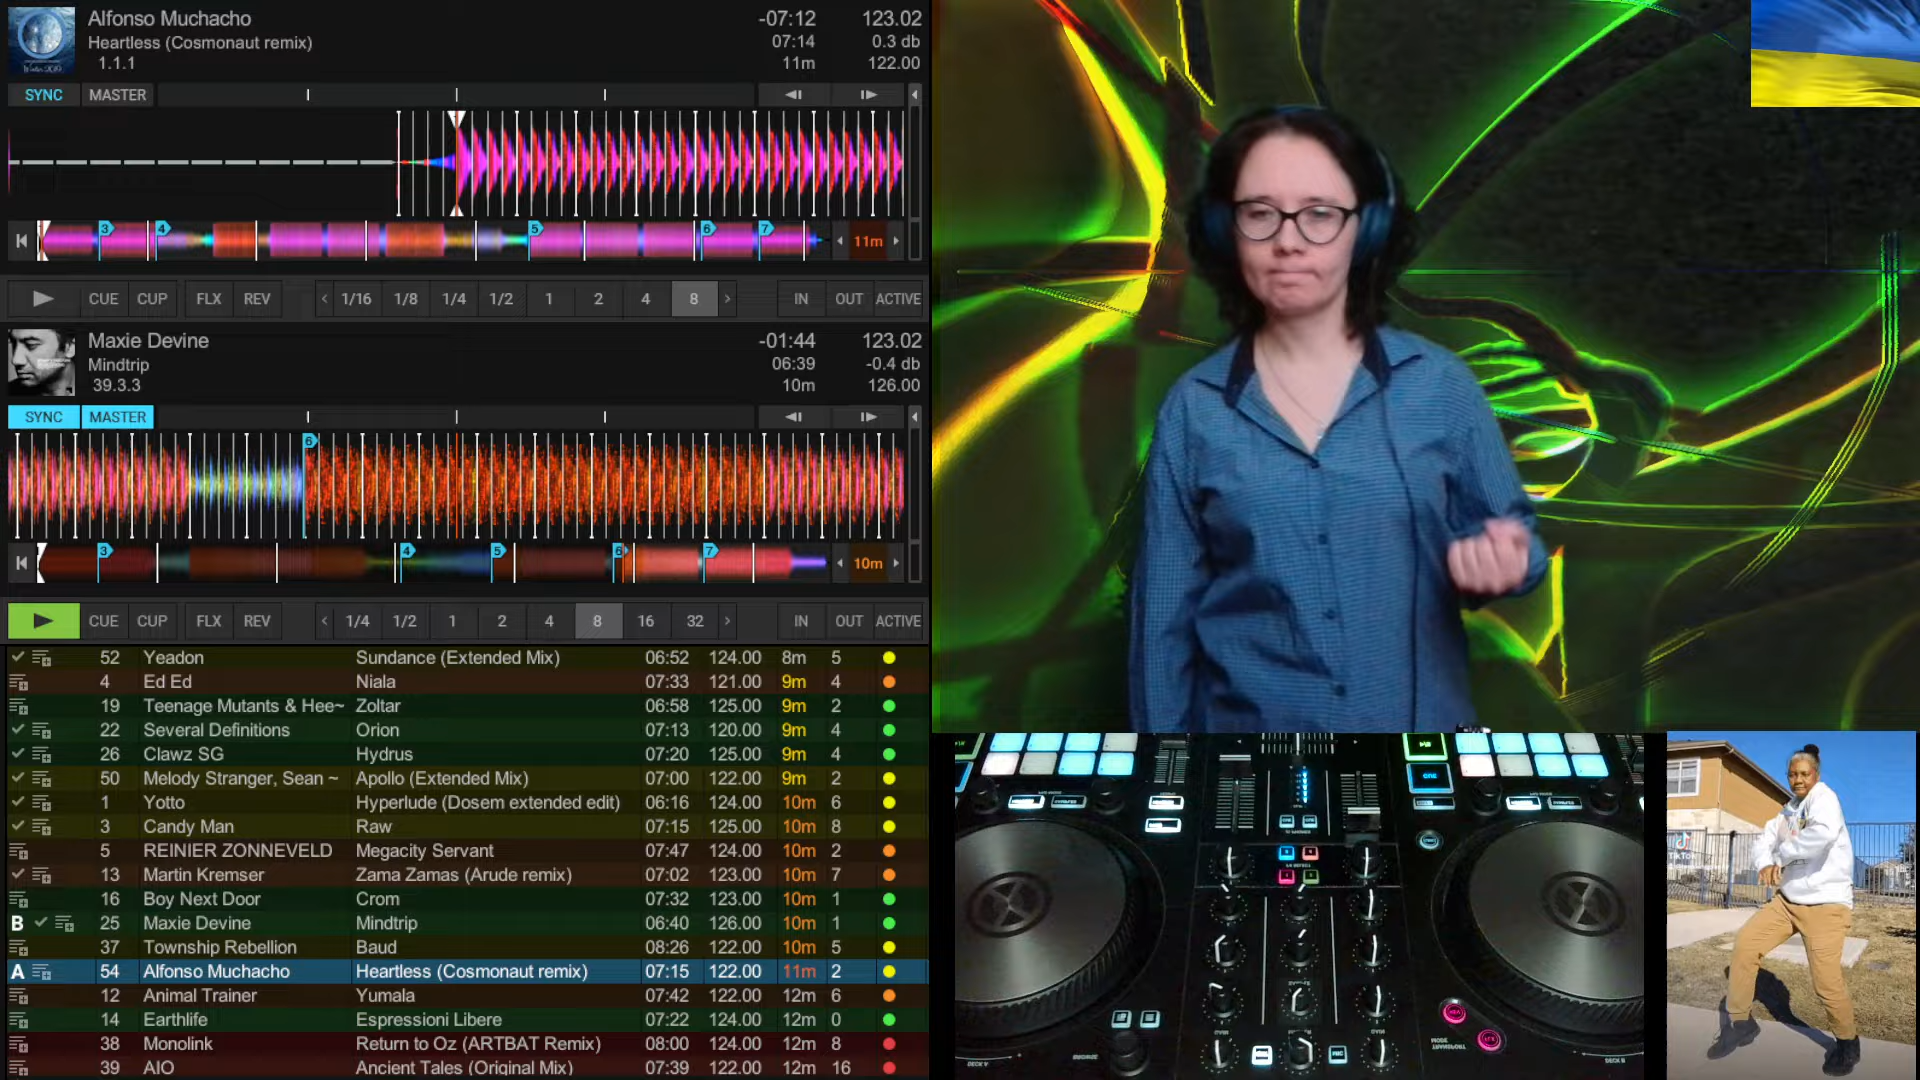 Alfonso Muchacho -07:12 123.02
Heartless (Cosmonaut remix) 07:14 0.3 db
1.1.1 11m 122.00
SYNC MASTER
3 4 5 6 7 11m
CUE CUP FLX REV 1/16 1/8 1/4 1/2 1 2 4 8 IN OUT ACTIVE
Maxie Devine -01:44 123.02
Mindtrip 06:39 -0.4 db
39.3.3 10m 126.00
SYNC MASTER
6
3 4 5 6 7 10m
CUE CUP FLX REV 1/4 1/2 1 2 4 8 16 32 IN OUT ACTIVE
52 Yeadon Sundance (Extended Mix) 06:52 124.00 8m 5
4 Ed Ed Niala 07:33 121.00 9m 4
19 Teenage Mutants & Hee~ Zoltar 06:58 125.00 9m 2
22 Several Definitions Orion 07:13 120.00 9m 4
26 Clawz SG Hydrus 07:20 125.00 9m 4
50 Melody Stranger, Sean ~ Apollo (Extended Mix) 07:00 122.00 9m 2
1 Yotto Hyperlude (Dosem extended edit) 06:16 124.00 10m 6
3 Candy Man Raw 07:15 125.00 10m 8
5 REINIER ZONNEVELD Megacity Servant 07:47 124.00 10m 2
13 Martin Kremser Zama Zamas (Arude remix) 07:02 123.00 10m 7
16 Boy Next Door Crom 07:32 123.00 10m 1
B 25 Maxie Devine Mindtrip 06:40 126.00 10m 1
37 Township Rebellion Baud 08:26 122.00 10m 5
A 54 Alfonso Muchacho Heartless (Cosmonaut remix) 07:15 122.00 11m 2
12 Animal Trainer Yumala 07:42 122.00 12m 6
14 Earthlife Espressioni Libere 07:22 124.00 12m 0
38 Monolink Return to Oz (ARTBAT Remix) 08:00 124.00 12m 8
39 AIO Ancient Tales (Original Mix) 07:39 122.00 12m 16
TikTok